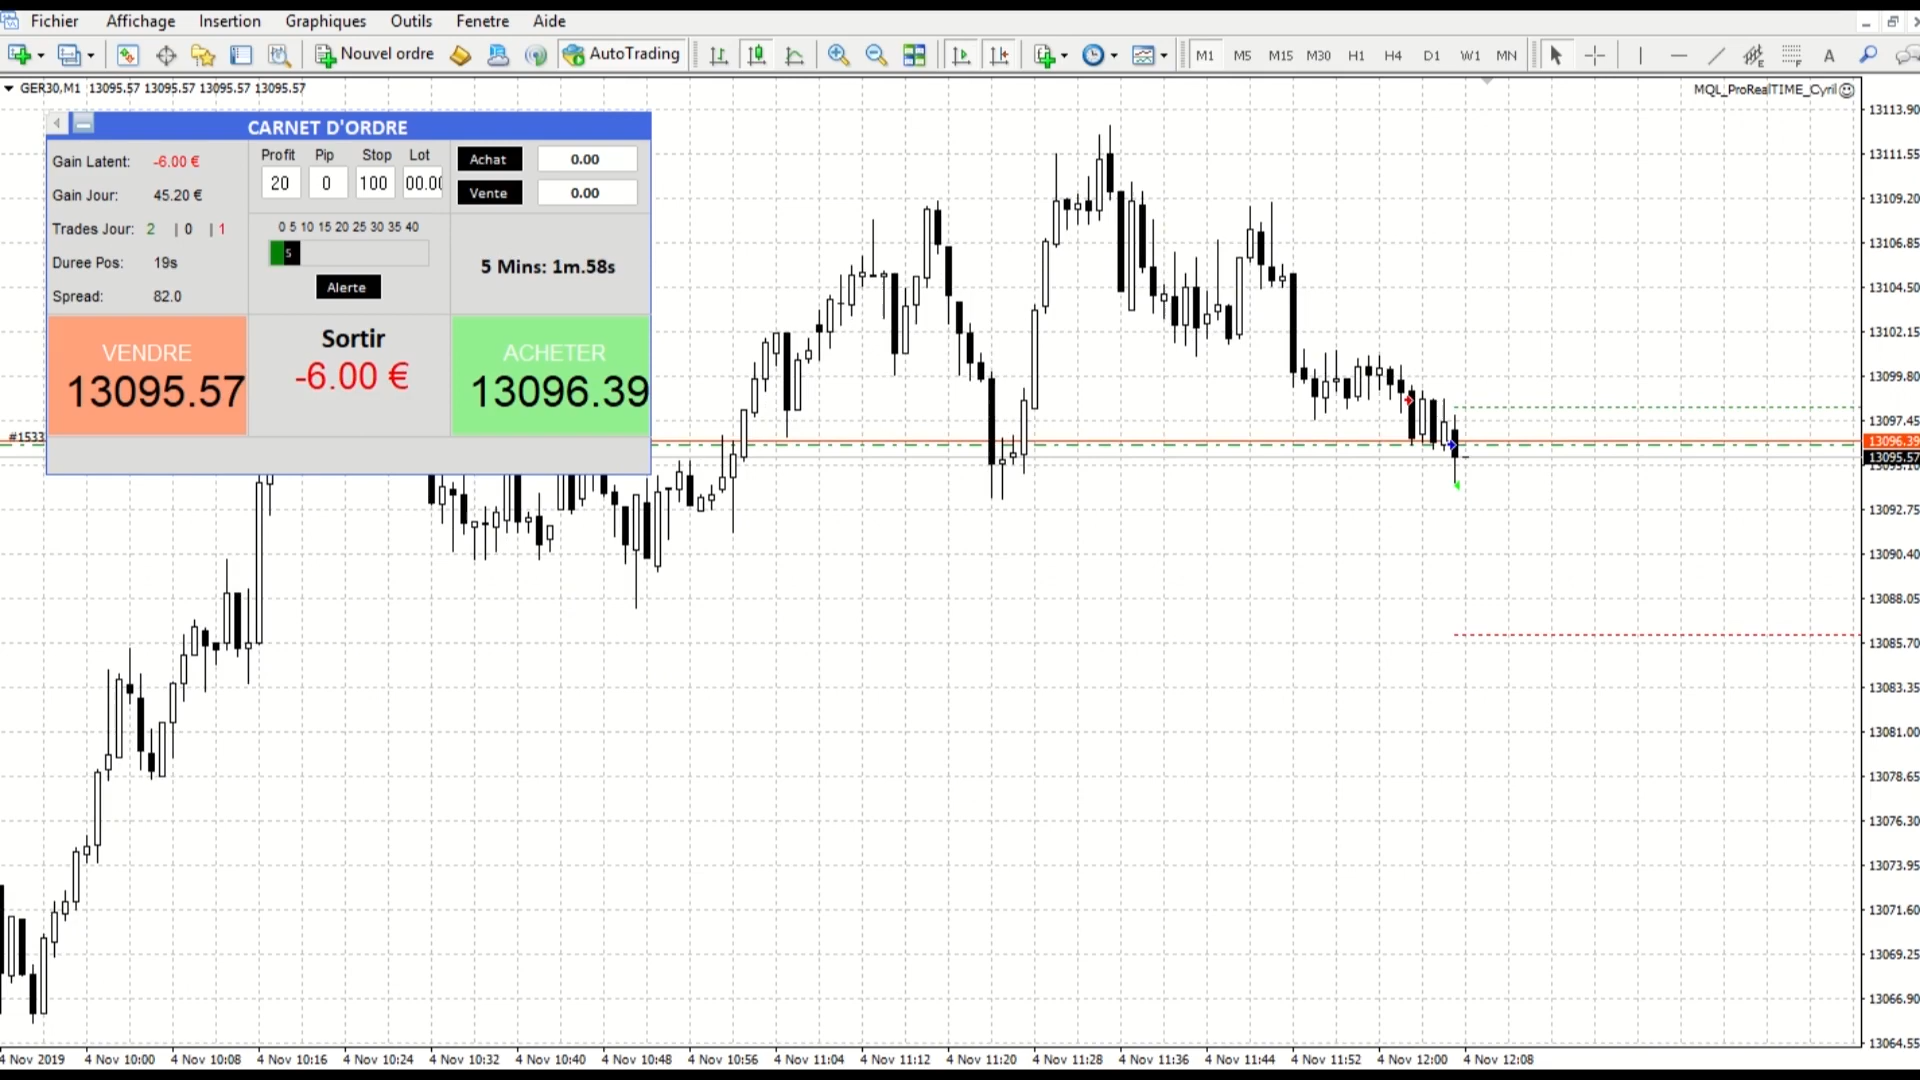 Fichier Affichage Insertion Graphiques Outils Fenetre Aide
Nouvel ordre AutoTrading M1 M5 M15 M30 H1 H4 D1 W1 MN
GER30,M1 13095.57 13095.57 13095.57 13095.57
MQL_ProRealTIME_Cyril
CARNET D'ORDRE
Gain Latent: -6.00 €
Gain Jour: 45.20 €
Trades Jour: 2 | 0 | 1
Duree Pos: 19s
Spread: 82.0
Profit Pip Stop Lot
20 0 100 00.00
0 5 10 15 20 25 30 35 40
5
Alerte
Achat 0.00
Vente 0.00
5 Mins: 1m.58s
VENDRE
13095.57
Sortir
-6.00 €
ACHETER
13096.39
#1533
13113.90
13111.55
13109.20
13106.85
13104.50
13102.15
13099.80
13097.45
13096.39
13095.57
13092.75
13090.40
13088.05
13085.70
13083.35
13081.00
13078.65
13076.30
13073.95
13071.60
13069.25
13066.90
13064.55
4 Nov 2019 4 Nov 10:00 4 Nov 10:08 4 Nov 10:16 4 Nov 10:24 4 Nov 10:32 4 Nov 10:40 4 Nov 10:48 4 Nov 10:56 4 Nov 11:04 4 Nov 11:12 4 Nov 11:20 4 Nov 11:28 4 Nov 11:36 4 Nov 11:44 4 Nov 11:52 4 Nov 12:00 4 Nov 12:08